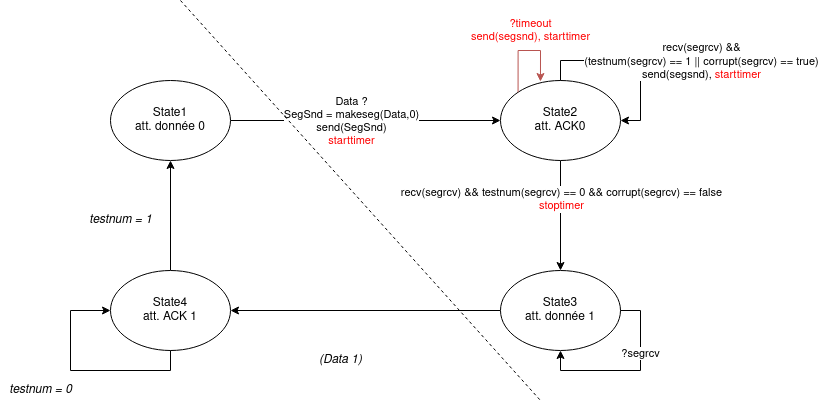 ?timeout
send(segsnd), starttimer
recv(segrcv) &&
(testnum(segrcv) == 1 || corrupt(segrcv) == true)
send(segsnd), starttimer
State1
att. donnée 0
Data ?
SegSnd = makeseg(Data,0)
send(SegSnd)
starttimer
State2
att. ACK0
recv(segrcv) && testnum(segrcv) == 0 && corrupt(segrcv) == false
stoptimer
testnum = 1
State4
att. ACK 1
State3
att. donnée 1
?segrcv
(Data 1)
testnum = 0